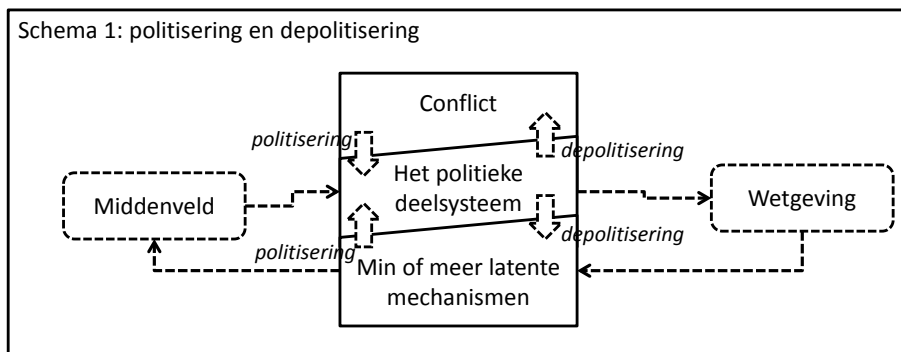 Schema 1: politisering en depolitisering
Conflict
politisering
depolitisering
Het politieke
deelsysteem
Middenveld
Wetgeving
politisering
depolitisering
Min of meer latente
mechanismen